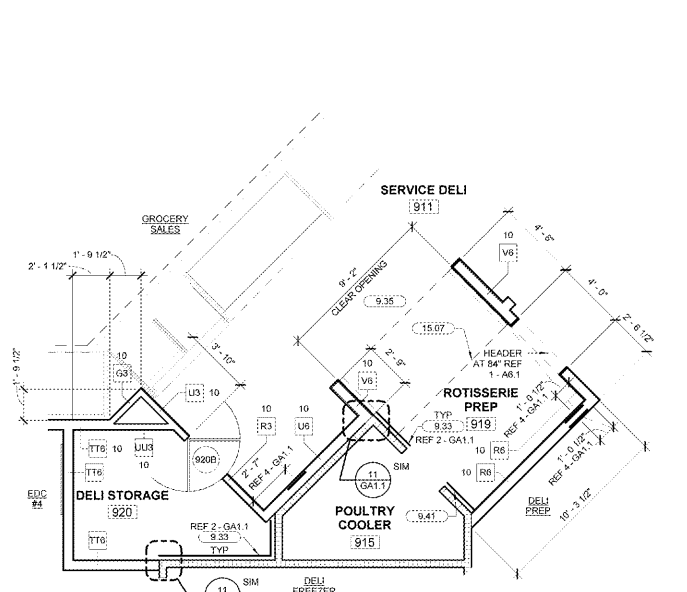 SERVICE DELI
911
GROCERY
SALES
4' - 6"
10
V6
1' - 9 1/2"
2' - 1 1/2"
9' - 2"
CLEAR OPENING
9.35
4' - 0"
2' - 6 1/2"
15.07
3' - 10"
HEADER
AT 84" REF
1 - A6.1
2' - 9"
10
V6
1' - 9 1/2"
10
G3
U3
10
ROTISSERIE
PREP
919
1' - 0 1/2"
REF 4 - GA1.1
10
R3
10
U6
TYP
9.33
REF 2 - GA1.1
TT6
10
UU3
10
920B
2' - 7"
REF 4 - GA1.1
SIM
11
GA1.1
10
R6
10
R6
1' - 0 1/2"
REF 4 - GA1.1
TT6
EDC
#4
DELI STORAGE
920
POULTRY
COOLER
915
9.41
DELI
PREP
10' - 3 1/2"
REF 2 - GA1.1
9.33
TYP
TT6
11
SIM
DELI
FREEZER